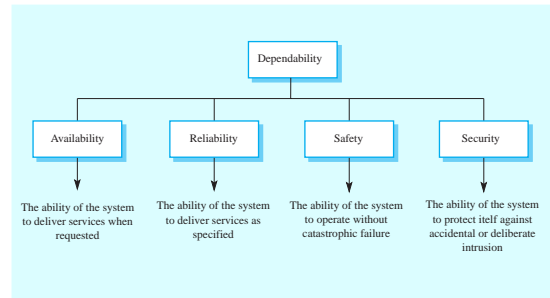 Dependability
Availability
Reliability
Safety
Security
The ability of the system
to deliver services when
requested
The ability of the system
to deliver services as
specified
The ability of the system
to operate without
catastrophic failure
The ability of the system
to protect itelf against
accidental or deliberate
intrusion